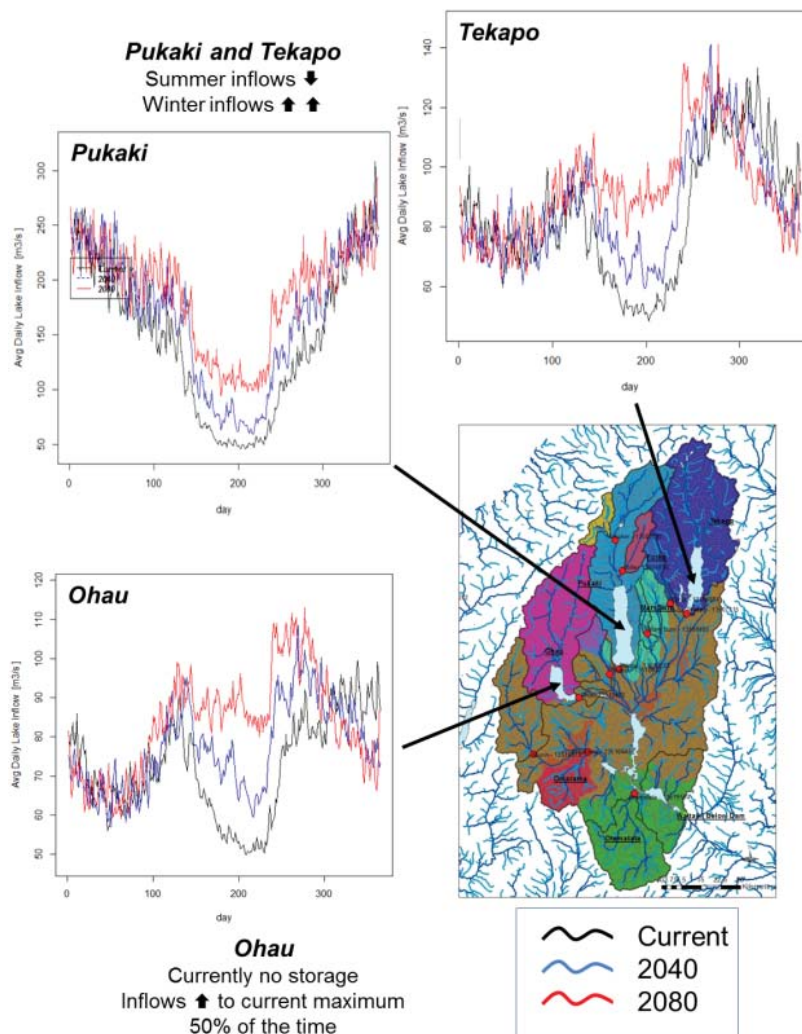 Pukaki and Tekapo
Summer inflows ⬇
Winter inflows ⬆ ⬆
Tekapo
Avg Daily Lake Inflow [m3/s]
140
120
100
80
60
0
100
200
300
day
Pukaki
Avg Daily Lake Inflow [m3/s]
300
250
200
150
100
50
Current
2040
2080
0
100
200
300
day
Ohau
Avg Daily Lake Inflow [m3/s]
120
110
100
90
80
70
60
50
0
100
200
300
day
Tekapo
Pukaki
Ohau
Omarama
Waitaki Below Dam
Ohau
Currently no storage
Inflows ⬆ to current maximum
50% of the time
Current
2040
2080